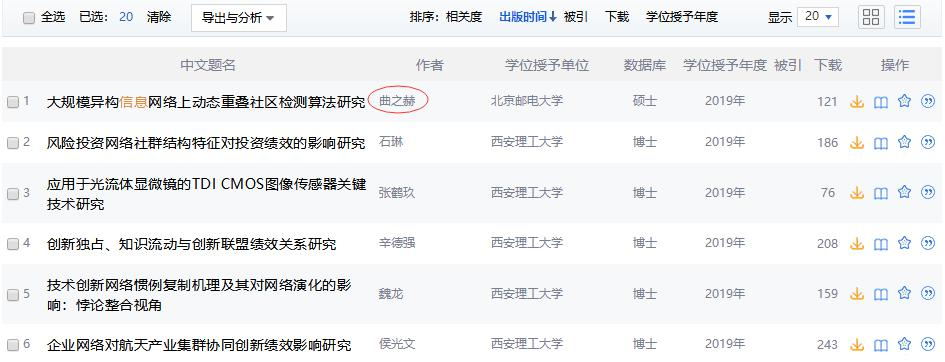 全选 已选: 20 清除 导出与分析 排序: 相关度 出版时间↓ 被引 下载 学位授予年度 显示 20
中文题名 作者 学位授予单位 数据库 学位授予年度 被引 下载 操作
1 大规模异构信息网络上动态重叠社区检测算法研究 曲之赫 北京邮电大学 硕士 2019年 121
2 风险投资网络社群结构特征对投资绩效的影响研究 石琳 西安理工大学 博士 2019年 186
3 应用于光流体显微镜的TDI CMOS图像传感器关键 张鹤玖 西安理工大学 博士 2019年 76
技术研究
4 创新独占、知识流动与创新联盟绩效关系研究 辛德强 西安理工大学 博士 2019年 208
5 技术创新网络惯例复制机理及其对网络演化的影 魏龙 西安理工大学 博士 2019年 159
响：悖论整合视角
6 企业网络对航天产业集群协同创新绩效影响研究 侯光文 西安理工大学 博士 2019年 243